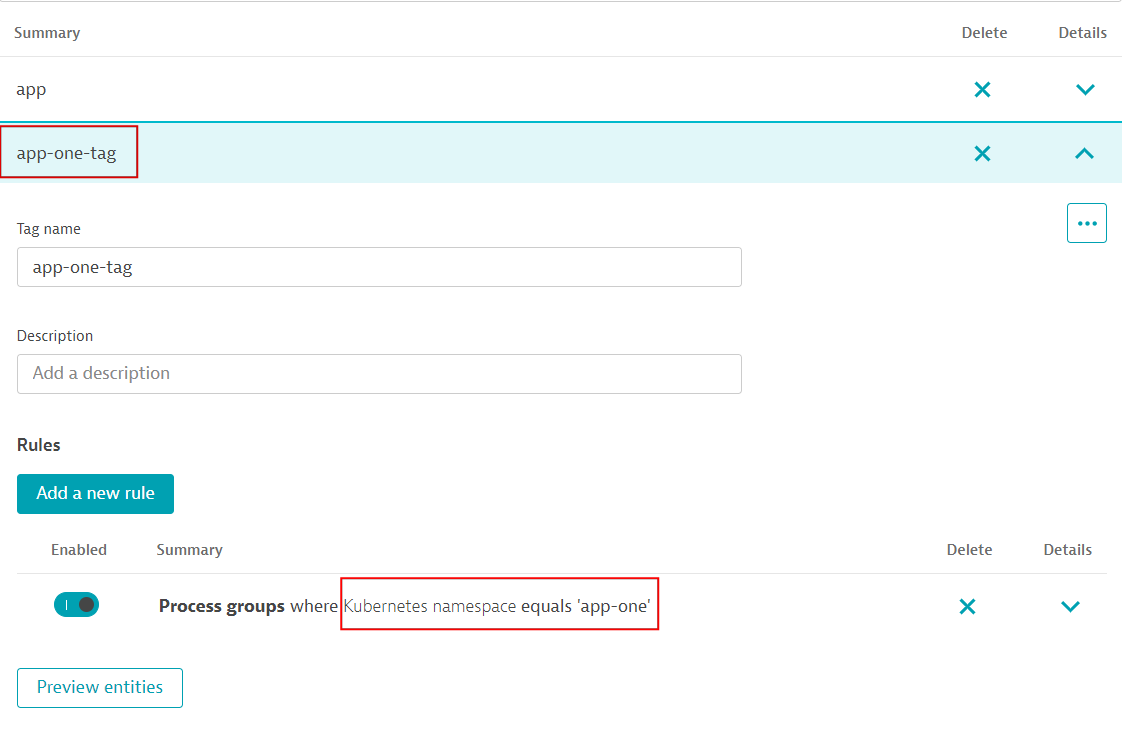 Summary Delete Details
app
app-one-tag
Tag name
app-one-tag
Description
Add a description
Rules
Add a new rule
Enabled Summary Delete Details
Process groups where Kubernetes namespace equals 'app-one'
Preview entities